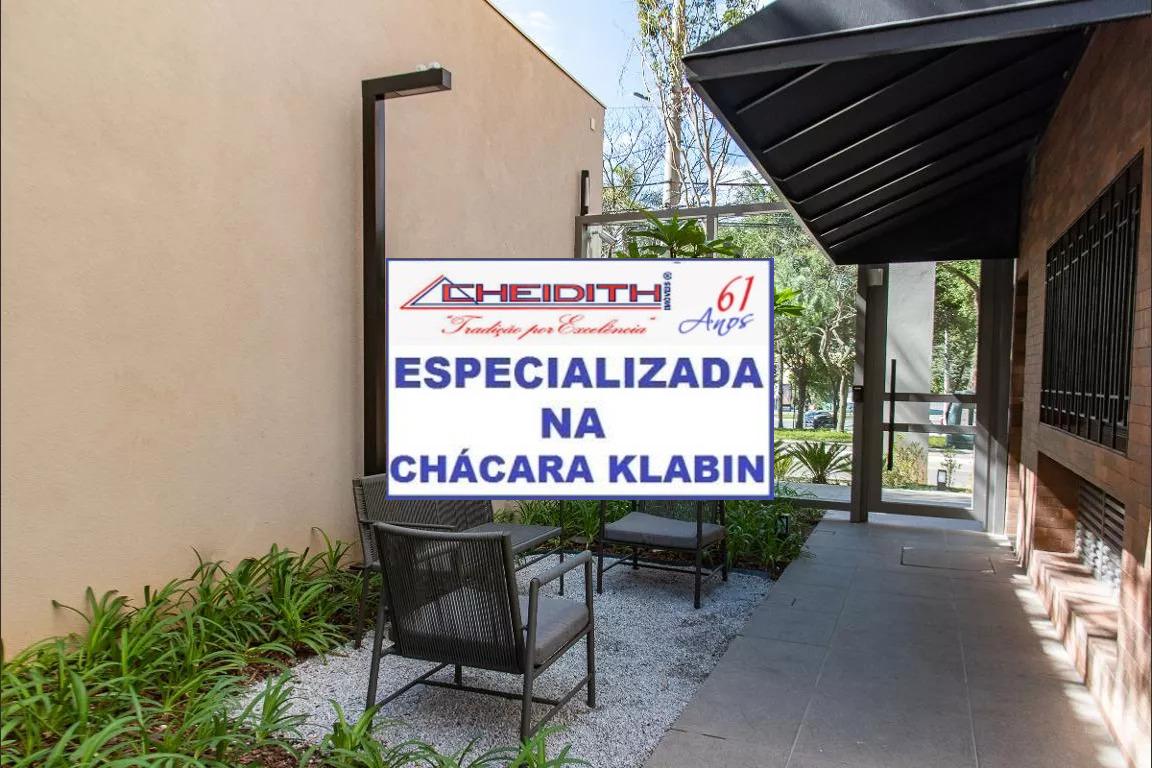 CHEIDITH IMÓVEIS ®
"Tradição por Excelência"
61
Anos
ESPECIALIZADA
NA
CHÁCARA KLABIN